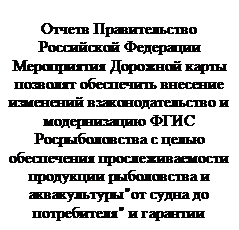 Отчетв Правительство
Российской Федерации
Мероприятия Дорожной карты
позволят обеспечить внесение
изменений взаконодательство и
модернизацию ФГИС
Росрыболовства с целью
обеспечения прослеживаемости
продукции рыболовства и
аквакультуры"от судна до
потребителя" и гарантии